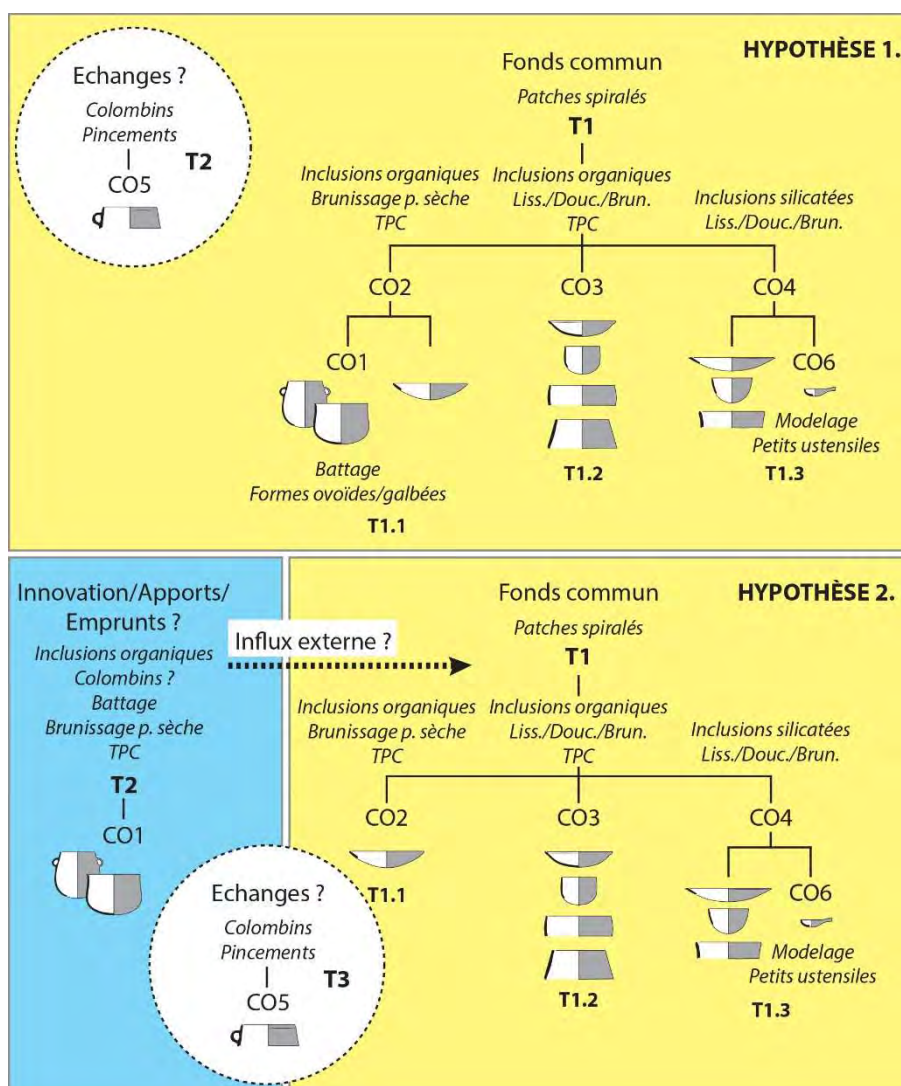 HYPOTHÈSE 1.
Echanges ?
Colombins
Pincements
T2
CO5
Fonds commun
Patches spiralés
T1
Inclusions organiques
Brunissage p. sèche
TPC
Inclusions organiques
Liss./Douc./Brun.
TPC
Inclusions silicatées
Liss./Douc./Brun.
CO2
CO3
CO4
CO1
CO6
Battage
Formes ovoïdes/galbées
T1.1
T1.2
Modelage
Petits ustensiles
T1.3
HYPOTHÈSE 2.
Innovation/Apports/
Emprunts ?
Inclusions organiques
Colombins ?
Battage
Brunissage p. sèche
TPC
T2
CO1
Influx externe ?
Echanges ?
Colombins
Pincements
T3
CO5
Fonds commun
Patches spiralés
T1
Inclusions organiques
Brunissage p. sèche
TPC
Inclusions organiques
Liss./Douc./Brun.
TPC
Inclusions silicatées
Liss./Douc./Brun.
CO2
CO3
CO4
T1.1
T1.2
CO6
Modelage
Petits ustensiles
T1.3